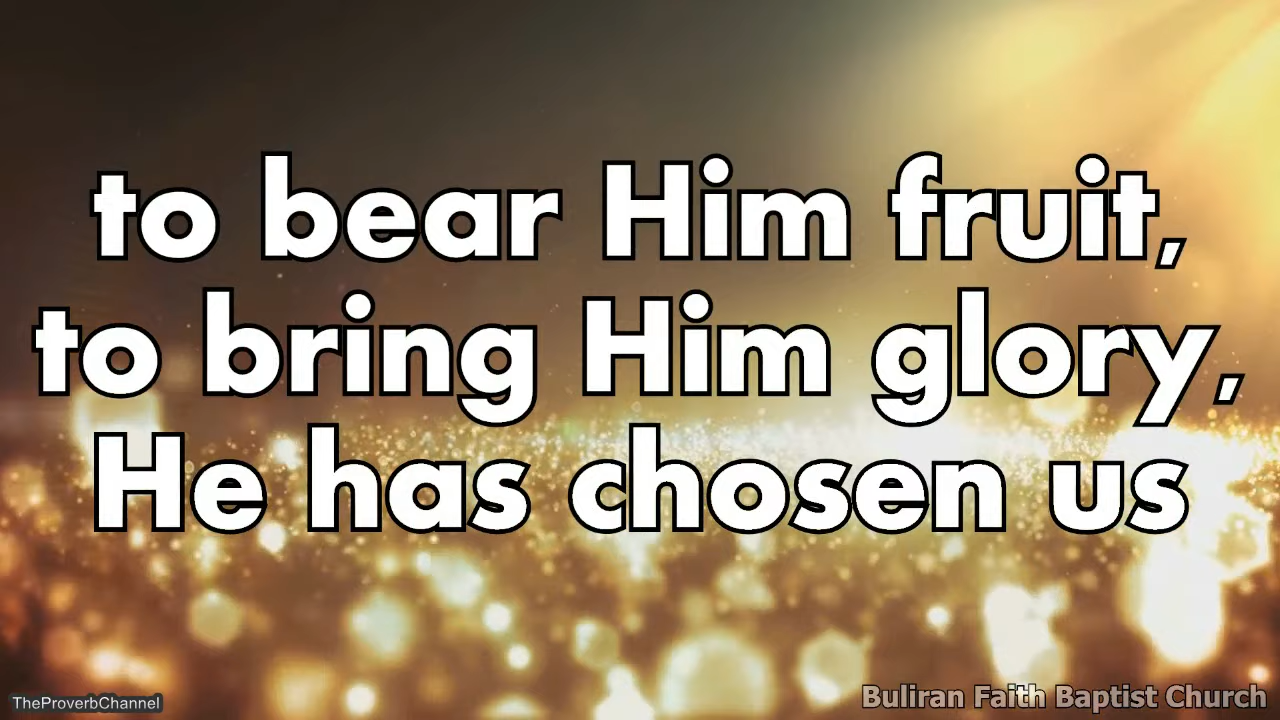 to bear Him fruit,
to bring Him glory,
He has chosen us
TheProverbChannel
Buliran Faith Baptist Church